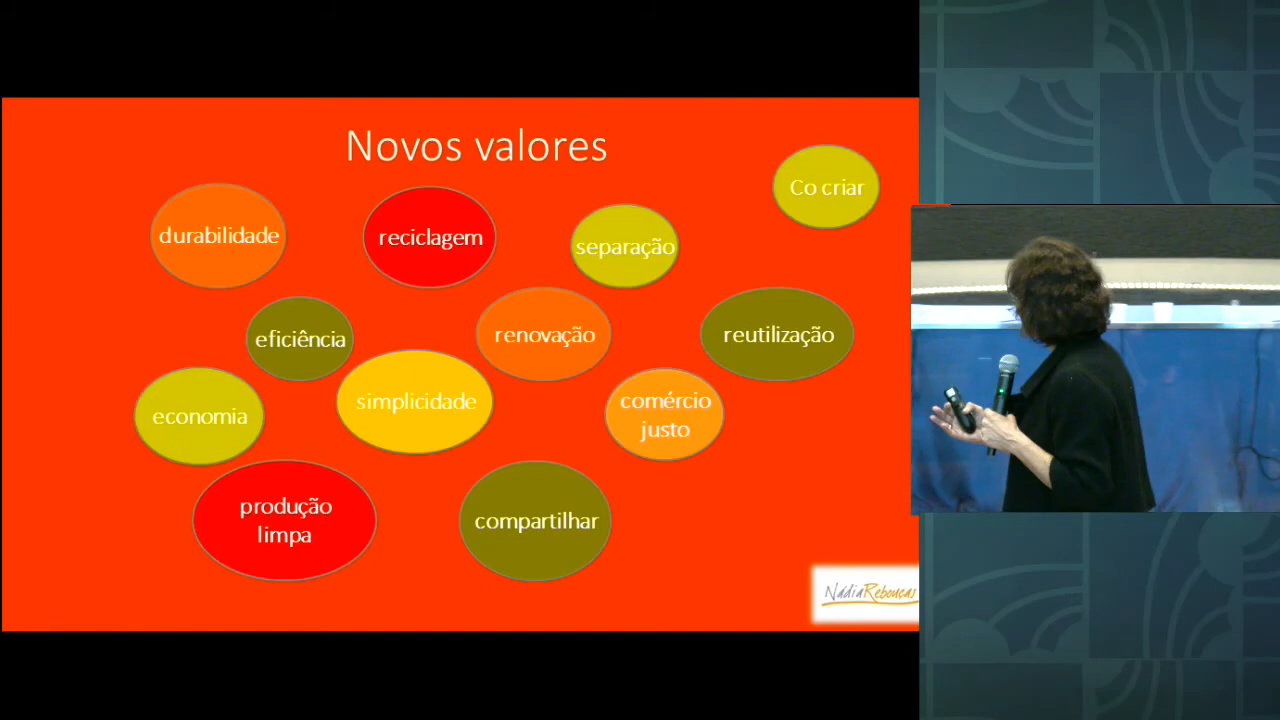 Novos valores
Co criar
durabilidade
reciclagem
separação
eficiência
renovação
reutilização
economia
simplicidade
comércio
justo
produção
limpa
compartilhar
NádiaRebouças